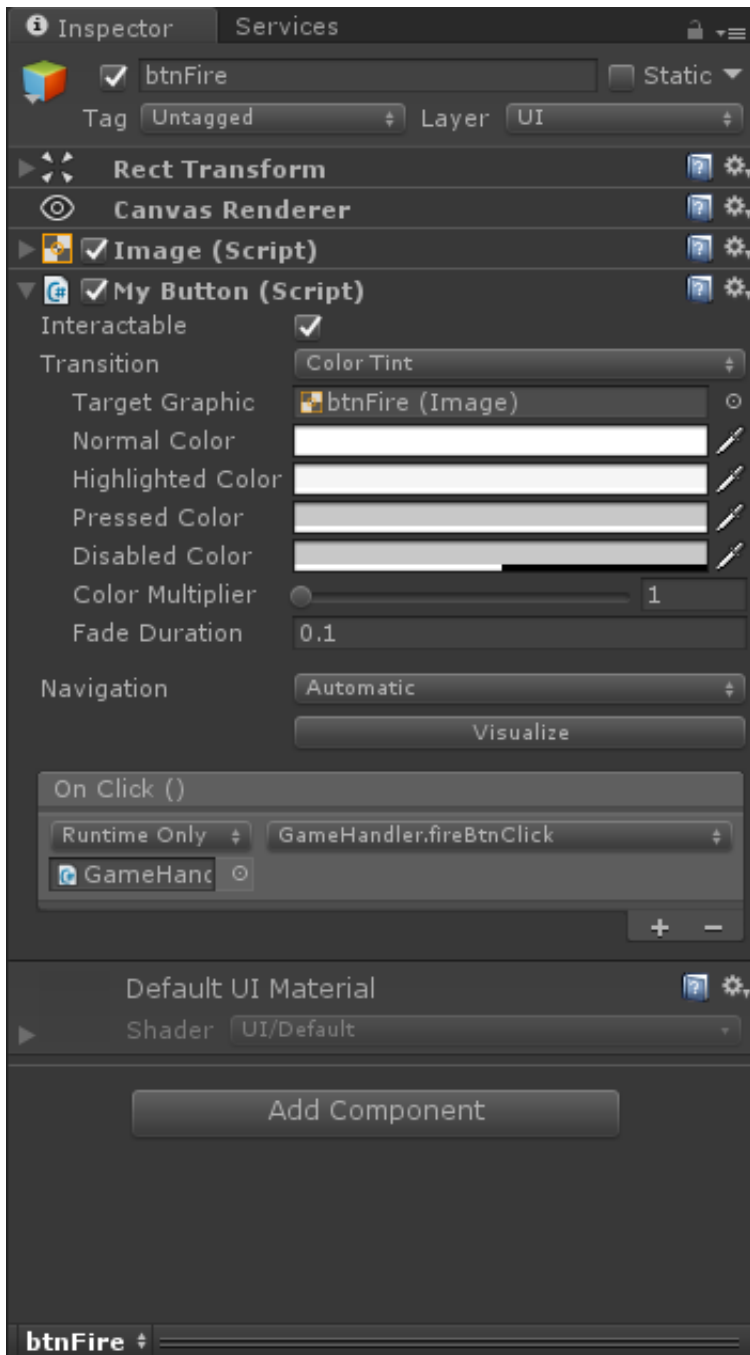 Inspector Services
btnFire Static
Tag Untagged Layer UI
Rect Transform
Canvas Renderer
Image (Script)
My Button (Script)
Interactable
Transition Color Tint
Target Graphic btnFire (Image)
Normal Color
Highlighted Color
Pressed Color
Disabled Color
Color Multiplier 1
Fade Duration 0.1
Navigation Automatic
Visualize
On Click ()
Runtime Only GameHandler.fireBtnClick
GameHanc
Default UI Material
Shader UI/Default
Add Component
btnFire